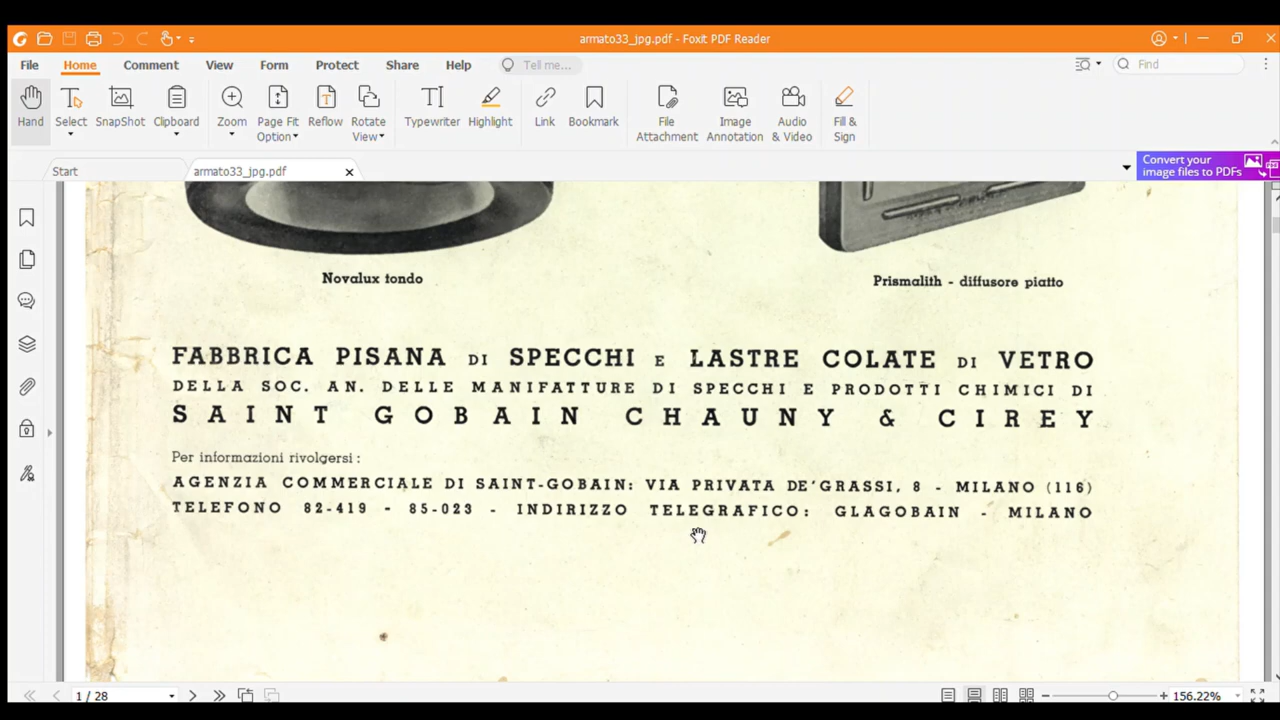 armato33_jpg.pdf - Foxit PDF Reader
File Home Comment View Form Protect Share Help Tell me... Find
Hand Select SnapShot Clipboard Zoom Page Fit Option Reflow Rotate View Typewriter Highlight Link Bookmark File Attachment Image Annotation Audio & Video Fill & Sign
Start armato33_jpg.pdf
Convert your
image files to PDFs
Novalux tondo
Prismalith - diffusore piatto
FABBRICA PISANA DI SPECCHI E LASTRE COLATE DI VETRO
DELLA SOC. AN. DELLE MANIFATTURE DI SPECCHI E PRODOTTI CHIMICI DI
SAINT GOBAIN CHAUNY & CIREY
Per informazioni rivolgersi :
AGENZIA COMMERCIALE DI SAINT-GOBAIN: VIA PRIVATA DE' GRASSI, 8 - MILANO (116)
TELEFONO 82-419 - 85-023 - INDIRIZZO TELEGRAFICO: GLAGOBAIN - MILANO
1 / 28
156.22%